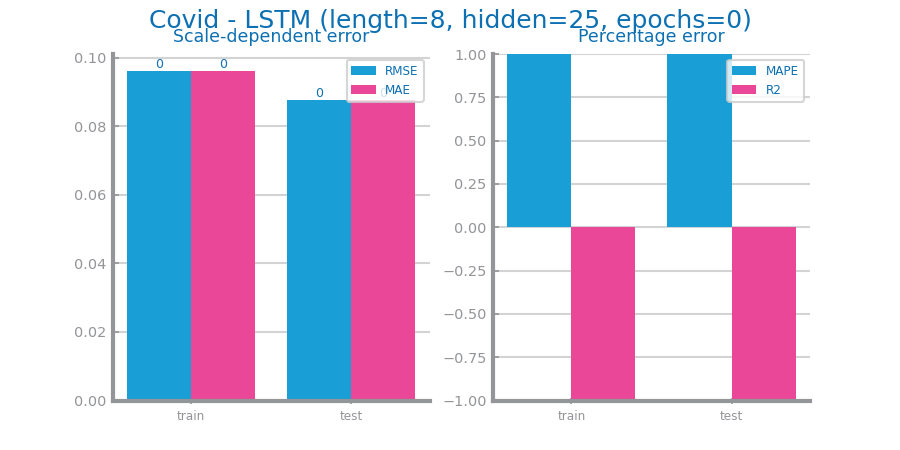 Covid - LSTM (length=8, hidden=25, epochs=0)
Scale-dependent error
0.10
0.08
0.06
0.04
0.02
0.00
0
0
0
0
RMSE
MAE
train
test
Percentage error
1.00
0.75
0.50
0.25
0.00
−0.25
−0.50
−0.75
−1.00
MAPE
R2
train
test